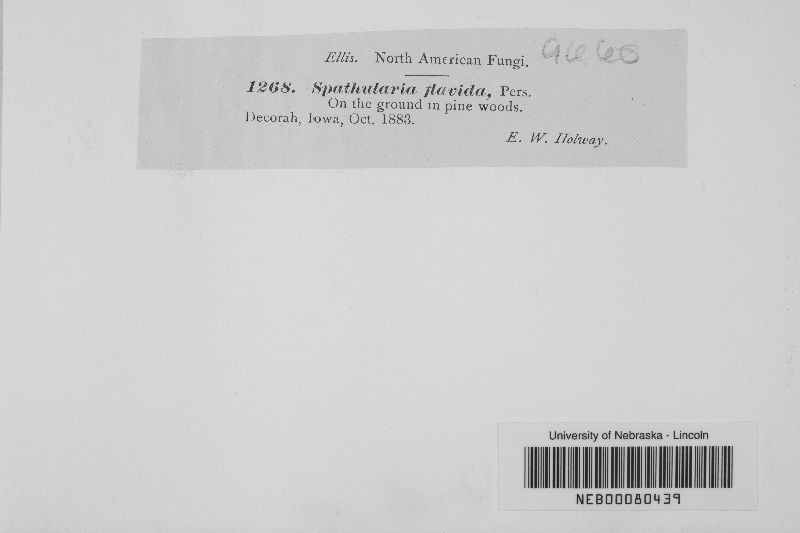 Ellis. North American Fungi.
1268. Spathularia flavida, Pers.
On the ground in pine woods.
Decorah, Iowa, Oct. 1883.
E. W. Holway.
University of Nebraska - Lincoln
NEB00080439